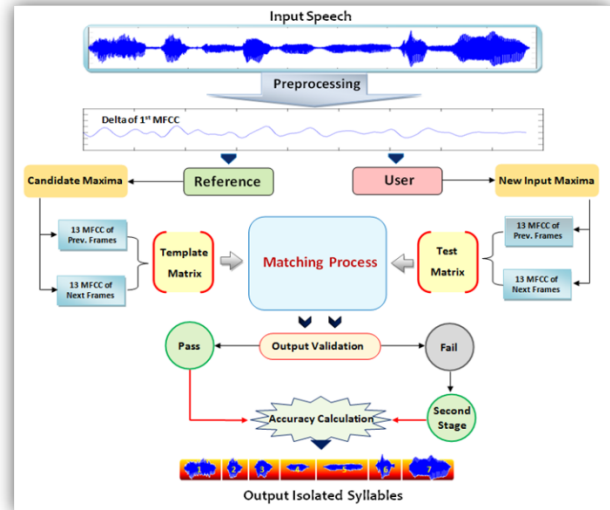 Input Speech
Preprocessing
Delta of 1st MFCC
Reference
User
Candidate Maxima
New Input Maxima
13 MFCC of
Prev. Frames
13 MFCC of
Next Frames
Template
Matrix
Matching Process
Test
Matrix
13 MFCC of
Prev. Frames
13 MFCC of
Next Frames
Pass
Output Validation
Fail
Accuracy Calculation
Second
Stage
1 2 3 4 5 6 7
Output Isolated Syllables